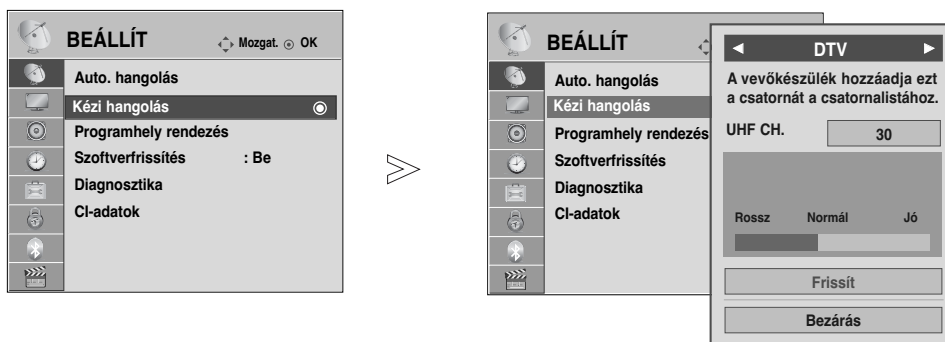 BEÁLLÍT
Mozgat. OK
Auto. hangolás
Kézi hangolás
Programhely rendezés
Szoftverfrissítés : Be
Diagnosztika
CI-adatok
BEÁLLÍT
Auto. hangolás
Kézi hangolás
Programhely rendezés
Szoftverfrissítés
Diagnosztika
CI-adatok
◄ DTV ►
A vevőkészülék hozzáadja ezt
a csatornát a csatornalistához.
UHF CH. 30
Rossz Normál Jó
Frissít
Bezárás